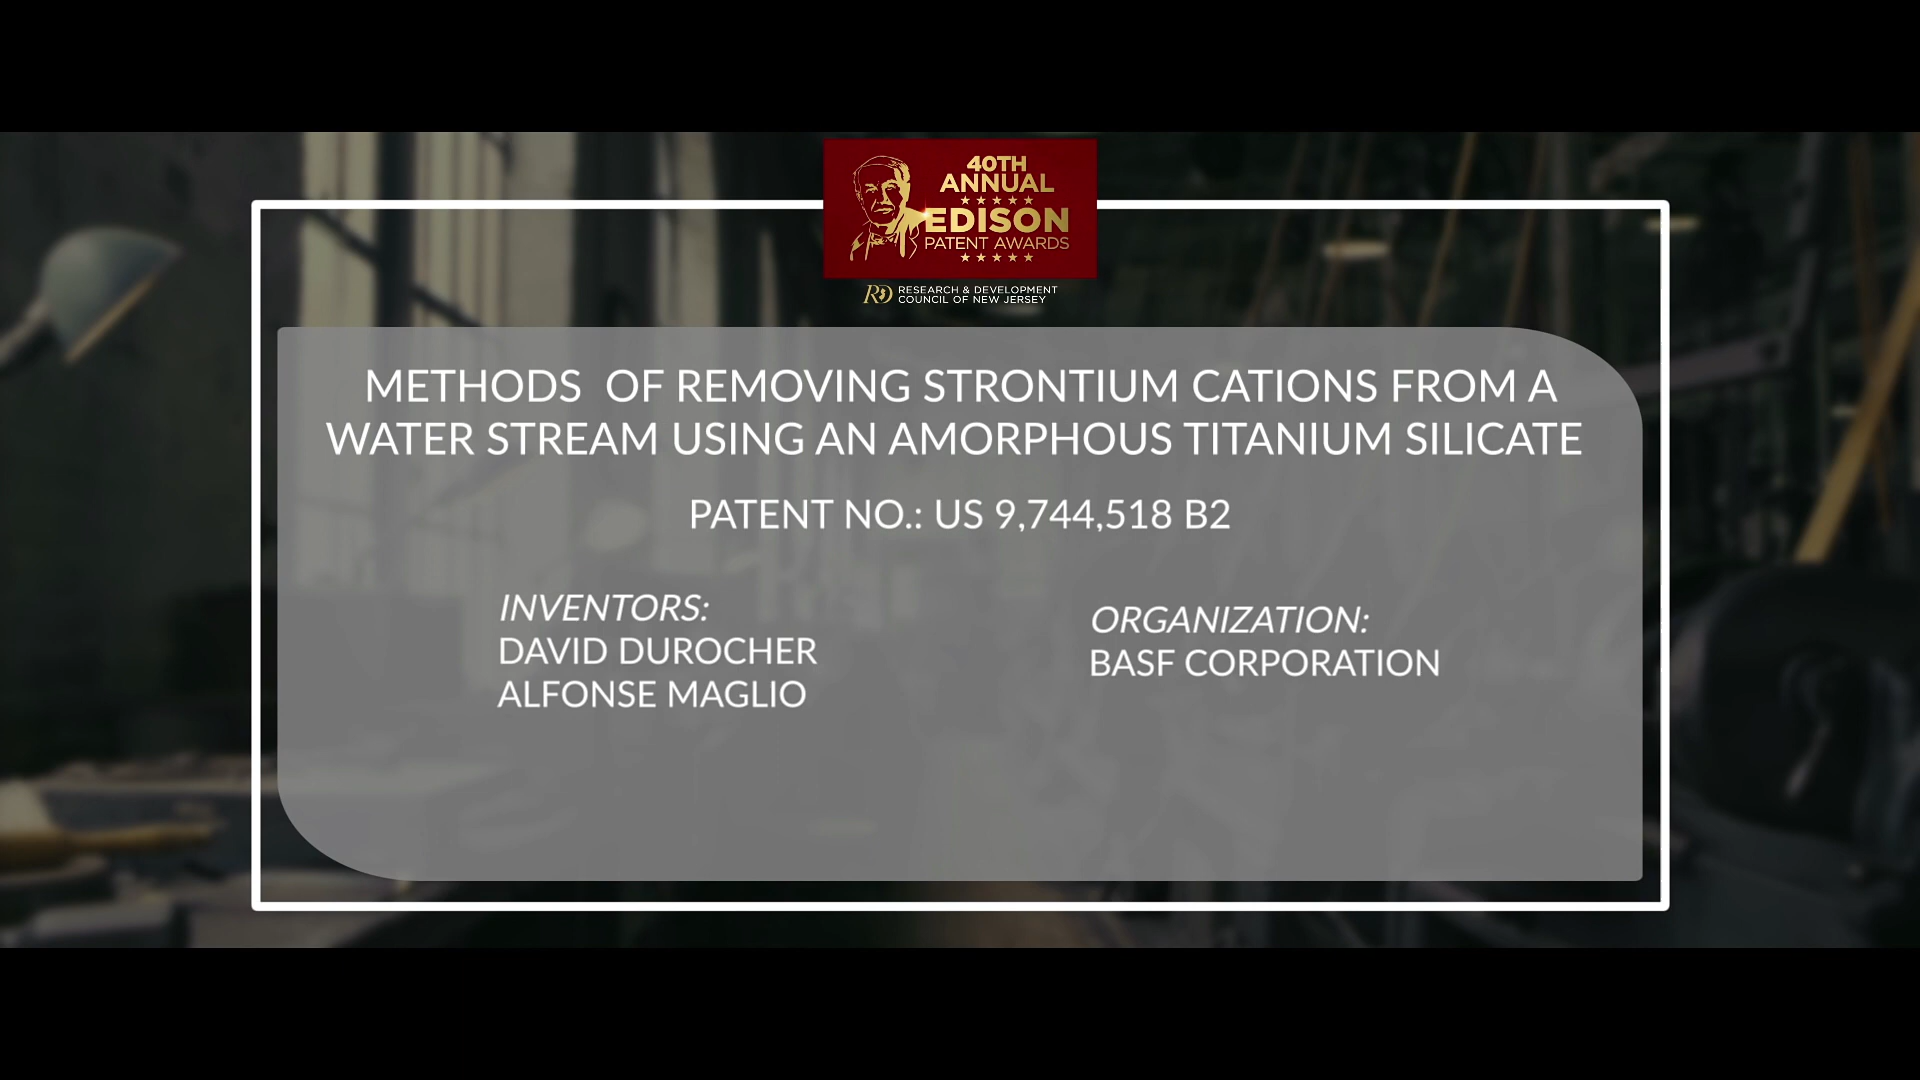 40TH
ANNUAL
EDISON
PATENT AWARDS
RD RESEARCH & DEVELOPMENT
COUNCIL OF NEW JERSEY
METHODS OF REMOVING STRONTIUM CATIONS FROM A
WATER STREAM USING AN AMORPHOUS TITANIUM SILICATE
PATENT NO.: US 9,744,518 B2
INVENTORS:
DAVID DUROCHER
ALFONSE MAGLIO
ORGANIZATION:
BASF CORPORATION